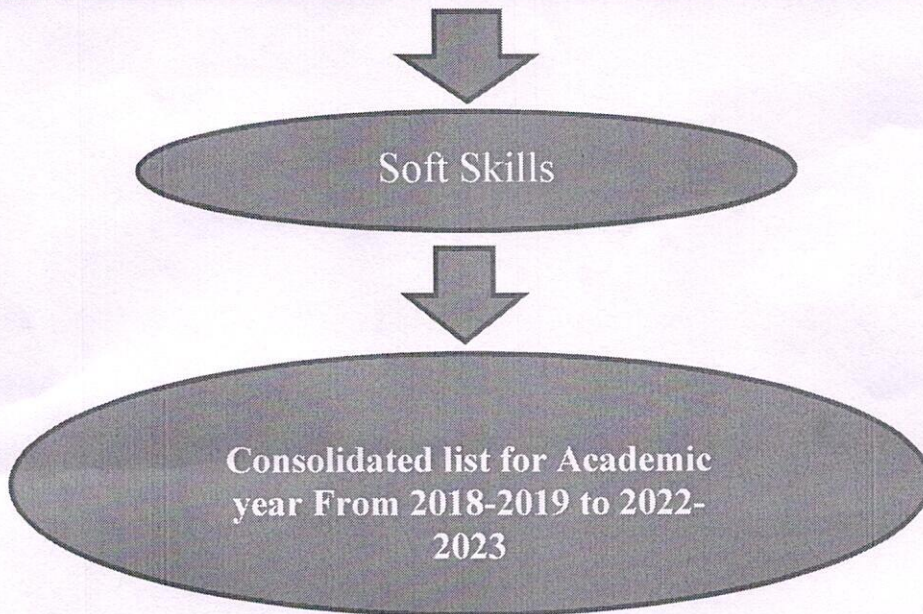 Soft Skills
Consolidated list for Academic
year From 2018-2019 to 2022-
2023